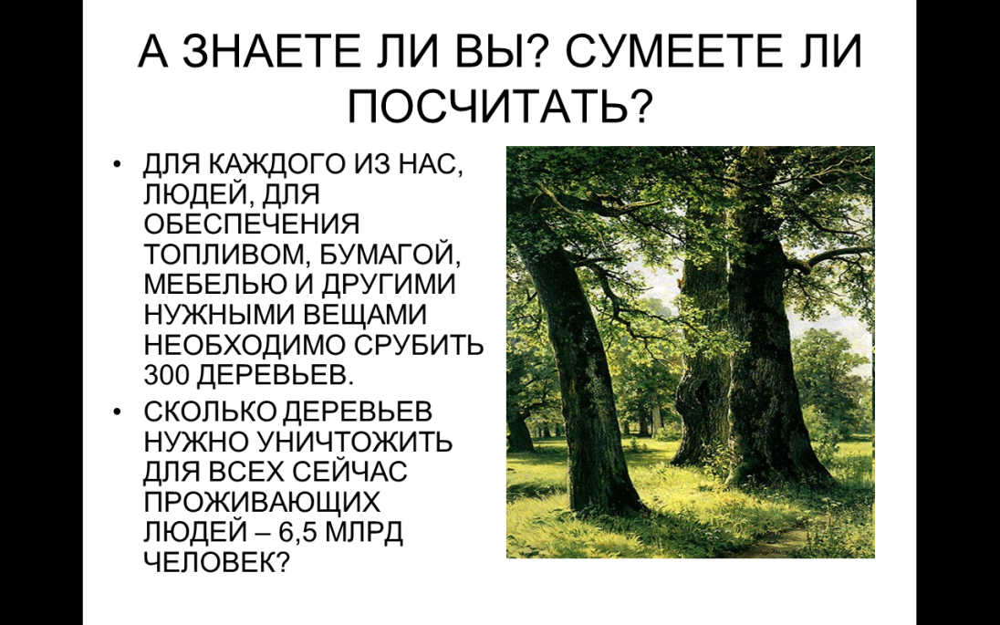 А ЗНАЕТЕ ЛИ ВЫ? СУМЕЕТЕ ЛИ
ПОСЧИТАТЬ?
• ДЛЯ КАЖДОГО ИЗ НАС,
ЛЮДЕЙ, ДЛЯ
ОБЕСПЕЧЕНИЯ
ТОПЛИВОМ, БУМАГОЙ,
МЕБЕЛЬЮ И ДРУГИМИ
НУЖНЫМИ ВЕЩАМИ
НЕОБХОДИМО СРУБИТЬ
300 ДЕРЕВЬЕВ.
• СКОЛЬКО ДЕРЕВЬЕВ
НУЖНО УНИЧТОЖИТЬ
ДЛЯ ВСЕХ СЕЙЧАС
ПРОЖИВАЮЩИХ
ЛЮДЕЙ – 6,5 МЛРД
ЧЕЛОВЕК?